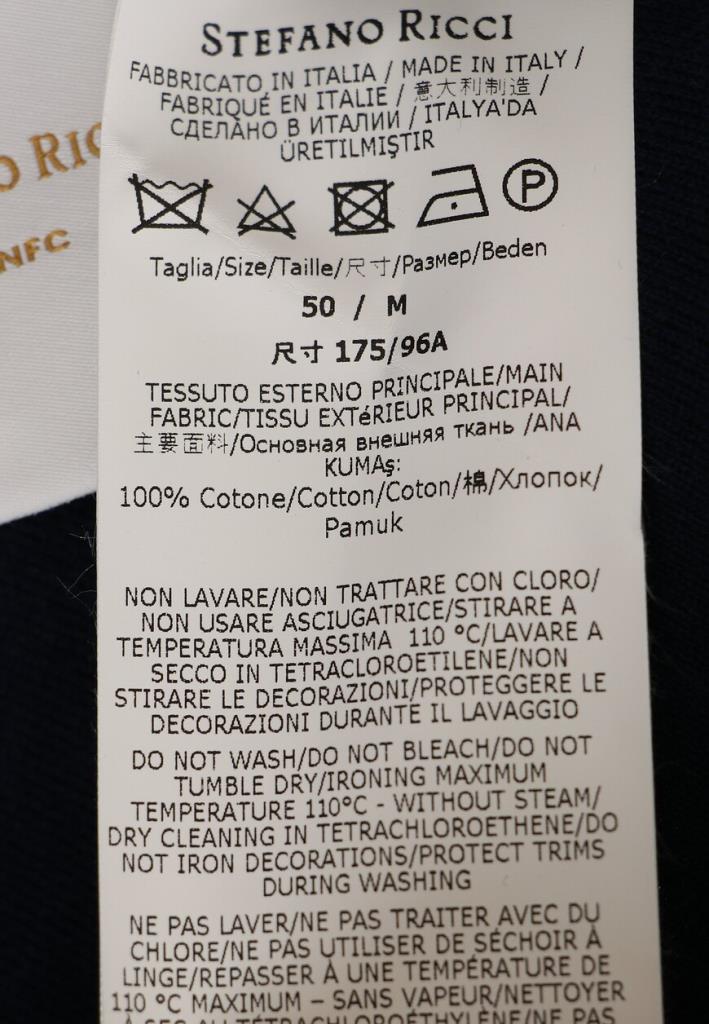 STEFANO RICCI
FABBRICATO IN ITALIA / MADE IN ITALY /
FABRIQUÉ EN ITALIE / 意大利制造 /
СДЕЛАНО В ИТАЛИИ / ITALYA'DA
ÜRETILMIŞTIR
P
Taglia/Size/Taille/尺寸/Размер/Beden
50 / M
尺寸 175/96A
TESSUTO ESTERNO PRINCIPALE/MAIN
FABRIC/TISSU EXTéRIEUR PRINCIPAL/
主要面料/Основная внешняя ткань /ANA
KUMAş:
100% Cotone/Cotton/Coton/棉/Хлопок/
Pamuk
NON LAVARE/NON TRATTARE CON CLORO/
NON USARE ASCIUGATRICE/STIRARE A
TEMPERATURA MASSIMA 110 °C/LAVARE A
SECCO IN TETRACLOROETILENE/NON
STIRARE LE DECORAZIONI/PROTEGGERE LE
DECORAZIONI DURANTE IL LAVAGGIO
DO NOT WASH/DO NOT BLEACH/DO NOT
TUMBLE DRY/IRONING MAXIMUM
TEMPERATURE 110°C - WITHOUT STEAM/
DRY CLEANING IN TETRACHLOROETHENE/DO
NOT IRON DECORATIONS/PROTECT TRIMS
DURING WASHING
NE PAS LAVER/NE PAS TRAITER AVEC DU
CHLORE/NE PAS UTILISER DE SÉCHOIR À
LINGE/REPASSER À UNE TEMPÉRATURE DE
110 °C MAXIMUM – SANS VAPEUR/NETTOYER
À SEC AU TÉTRACHLOROÉTHYLÈNE/NE PAS
O RIC
NFC